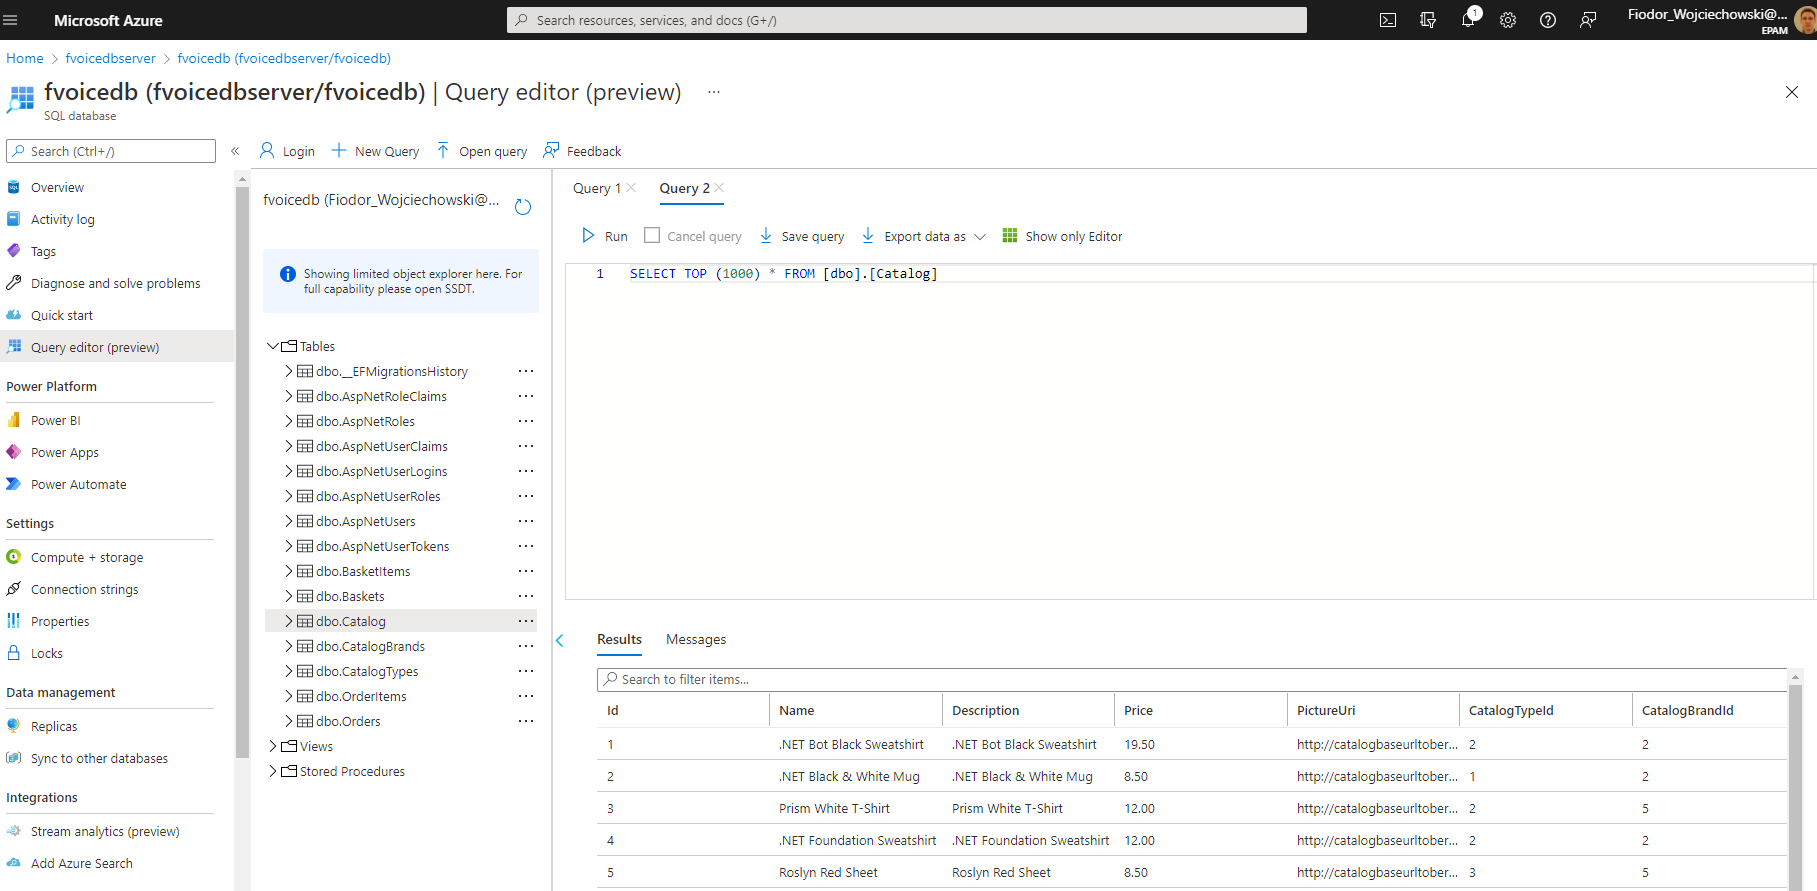 Microsoft Azure
Search resources, services, and docs (G+/)
1
Fiodor_Wojciechowski@...
EPAM
Home > fvoicedbserver > fvoicedb (fvoicedbserver/fvoicedb)
fvoicedb (fvoicedbserver/fvoicedb) | Query editor (preview) ...
SQL database
Search (Ctrl+/)
«
Overview
Activity log
Tags
Diagnose and solve problems
Quick start
Query editor (preview)
Power Platform
Power BI
Power Apps
Power Automate
Settings
Compute + storage
Connection strings
Properties
Locks
Data management
Replicas
Sync to other databases
Integrations
Stream analytics (preview)
Add Azure Search
Login
New Query
Open query
Feedback
fvoicedb (Fiodor_Wojciechowski@...
Showing limited object explorer here. For
full capability please open SSDT.
Tables
dbo.__EFMigrationsHistory ...
dbo.AspNetRoleClaims ...
dbo.AspNetRoles ...
dbo.AspNetUserClaims ...
dbo.AspNetUserLogins ...
dbo.AspNetUserRoles ...
dbo.AspNetUsers ...
dbo.AspNetUserTokens ...
dbo.BasketItems ...
dbo.Baskets ...
dbo.Catalog ...
dbo.CatalogBrands ...
dbo.CatalogTypes ...
dbo.OrderItems ...
dbo.Orders ...
Views
Stored Procedures
Query 1
Query 2
Run
Cancel query
Save query
Export data as
Show only Editor
1 SELECT TOP (1000) * FROM [dbo].[Catalog]
Results
Messages
Search to filter items...
Id Name Description Price PictureUri CatalogTypeId CatalogBrandId
1 .NET Bot Black Sweatshirt .NET Bot Black Sweatshirt 19.50 http://catalogbaseurltober... 2 2
2 .NET Black & White Mug .NET Black & White Mug 8.50 http://catalogbaseurltober... 1 2
3 Prism White T-Shirt Prism White T-Shirt 12.00 http://catalogbaseurltober... 2 5
4 .NET Foundation Sweatshirt .NET Foundation Sweatshirt 12.00 http://catalogbaseurltober... 2 2
5 Roslyn Red Sheet Roslyn Red Sheet 8.50 http://catalogbaseurltober... 3 5